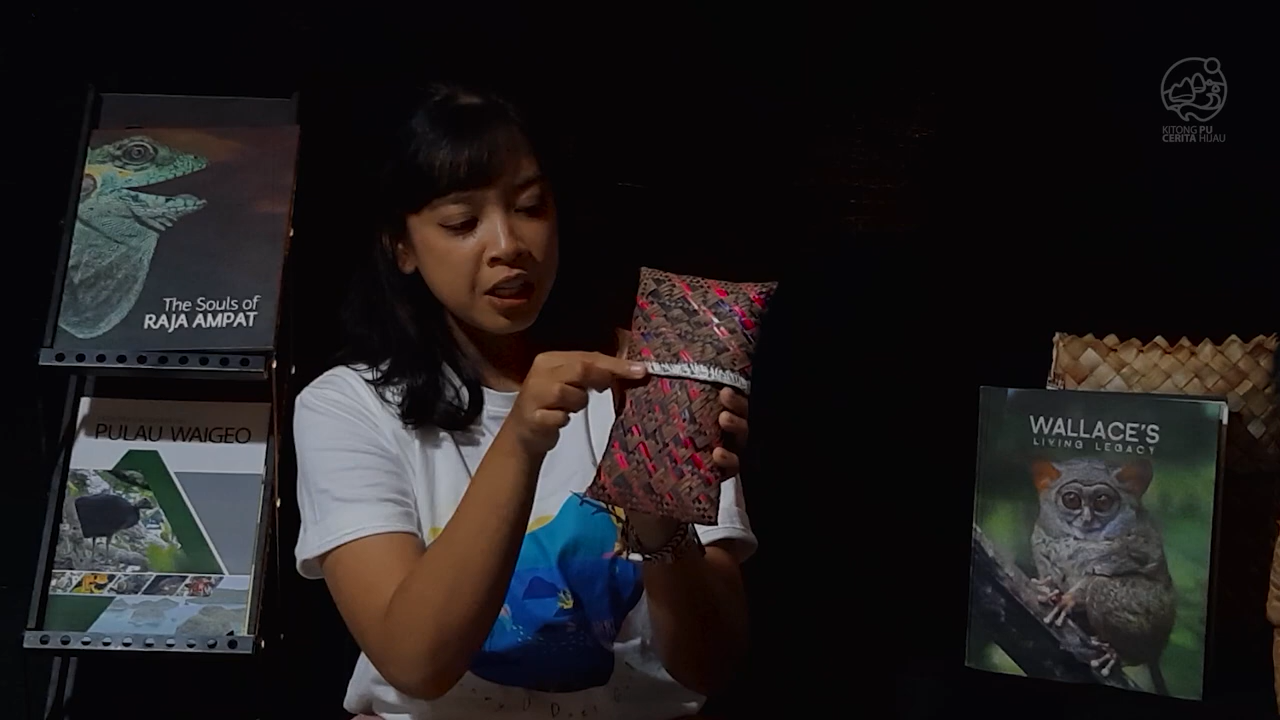 The Souls of
RAJA AMPAT
PULAU WAIGEO
WALLACE'S
LIVING LEGACY
KITONG PU
CERITA HIJAU